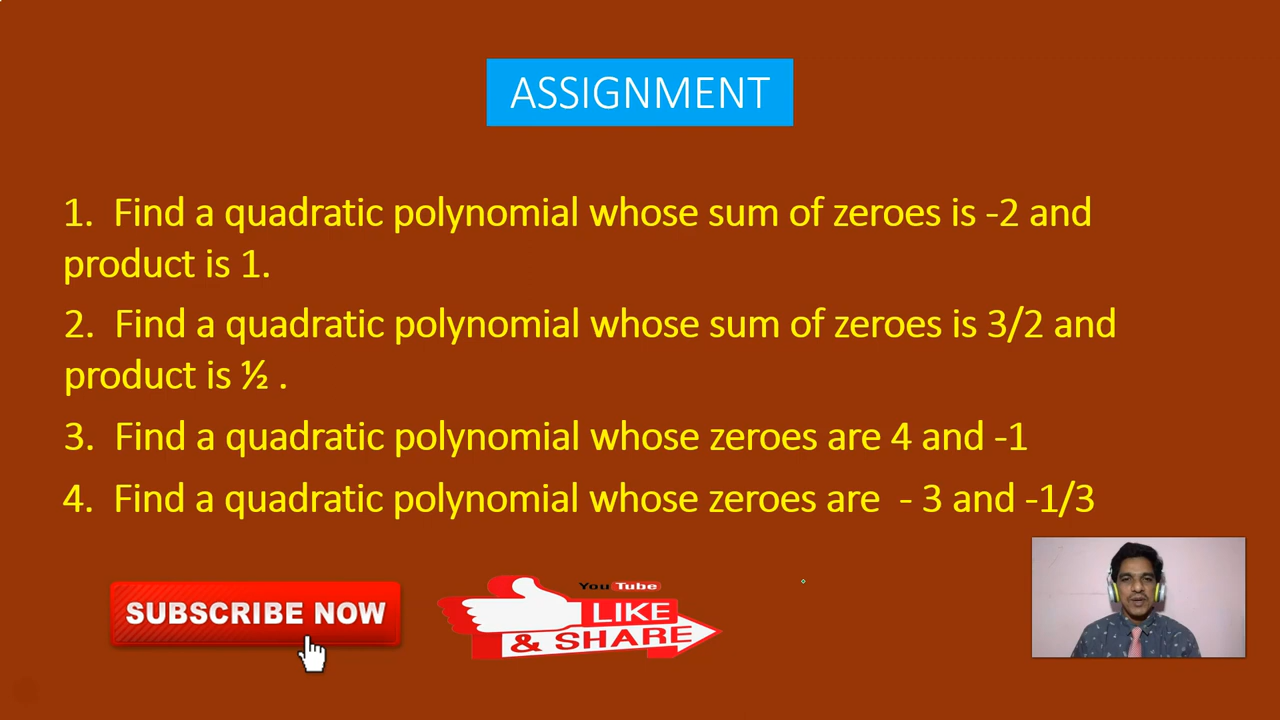 ASSIGNMENT
1. Find a quadratic polynomial whose sum of zeroes is -2 and
product is 1.
2. Find a quadratic polynomial whose sum of zeroes is 3/2 and
product is ½ .
3. Find a quadratic polynomial whose zeroes are 4 and -1
4. Find a quadratic polynomial whose zeroes are - 3 and -1/3
SUBSCRIBE NOW
YouTube
LIKE
& SHARE